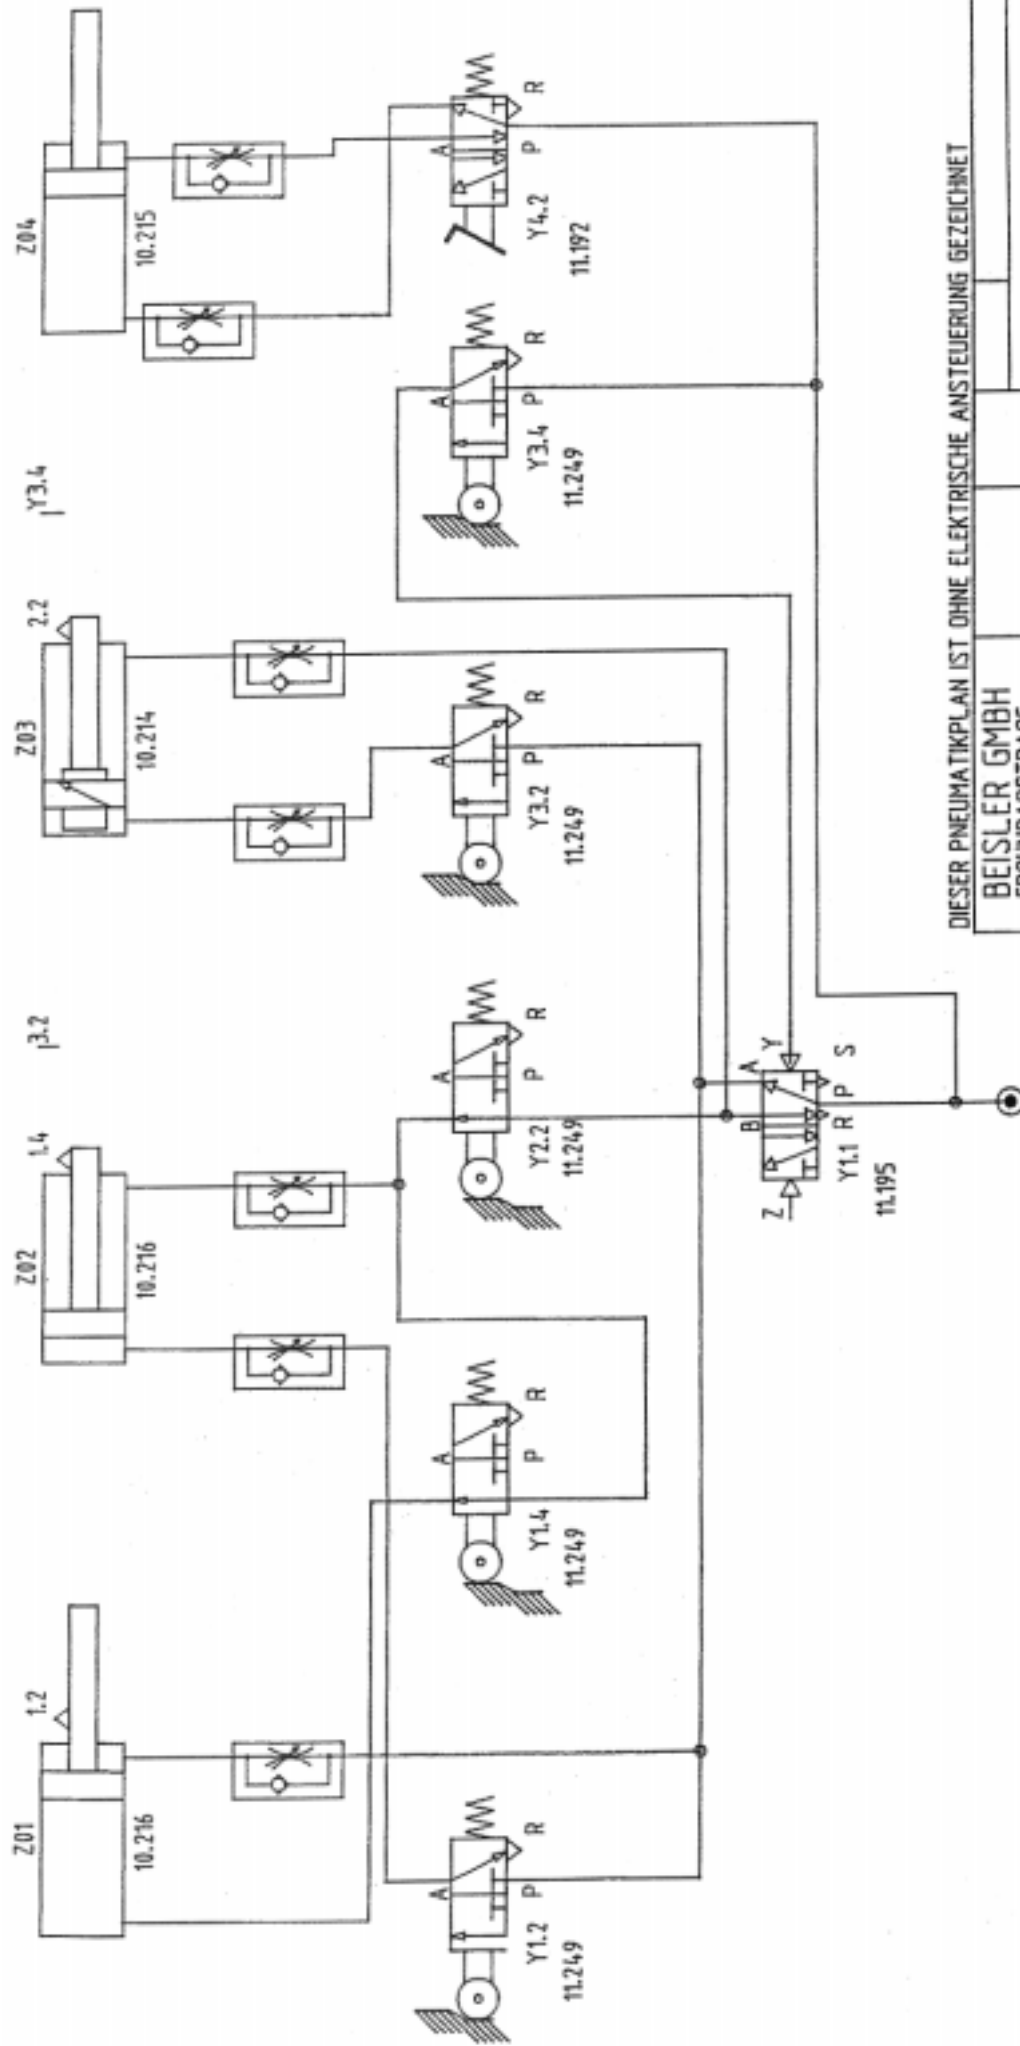 Z01
1.2
Z02
1.4
3.2
Z03
2.2
Y3.4
Z04
10.216
10.216
10.214
10.215
A
A
A
A
A
A
P
R
P
R
P
R
P
R
P
R
P
R
Y1.2
Y1.4
Y2.2
Y3.2
Y3.4
Y4.2
11.249
11.249
11.249
11.249
11.249
11.192
Z
B
A
Y
R
P
S
Y1.1
11.195
DIESER PNEUMATIKPLAN IST OHNE ELEKTRISCHE ANSTEUERUNG GEZEICHNET
BEISLER GMBH